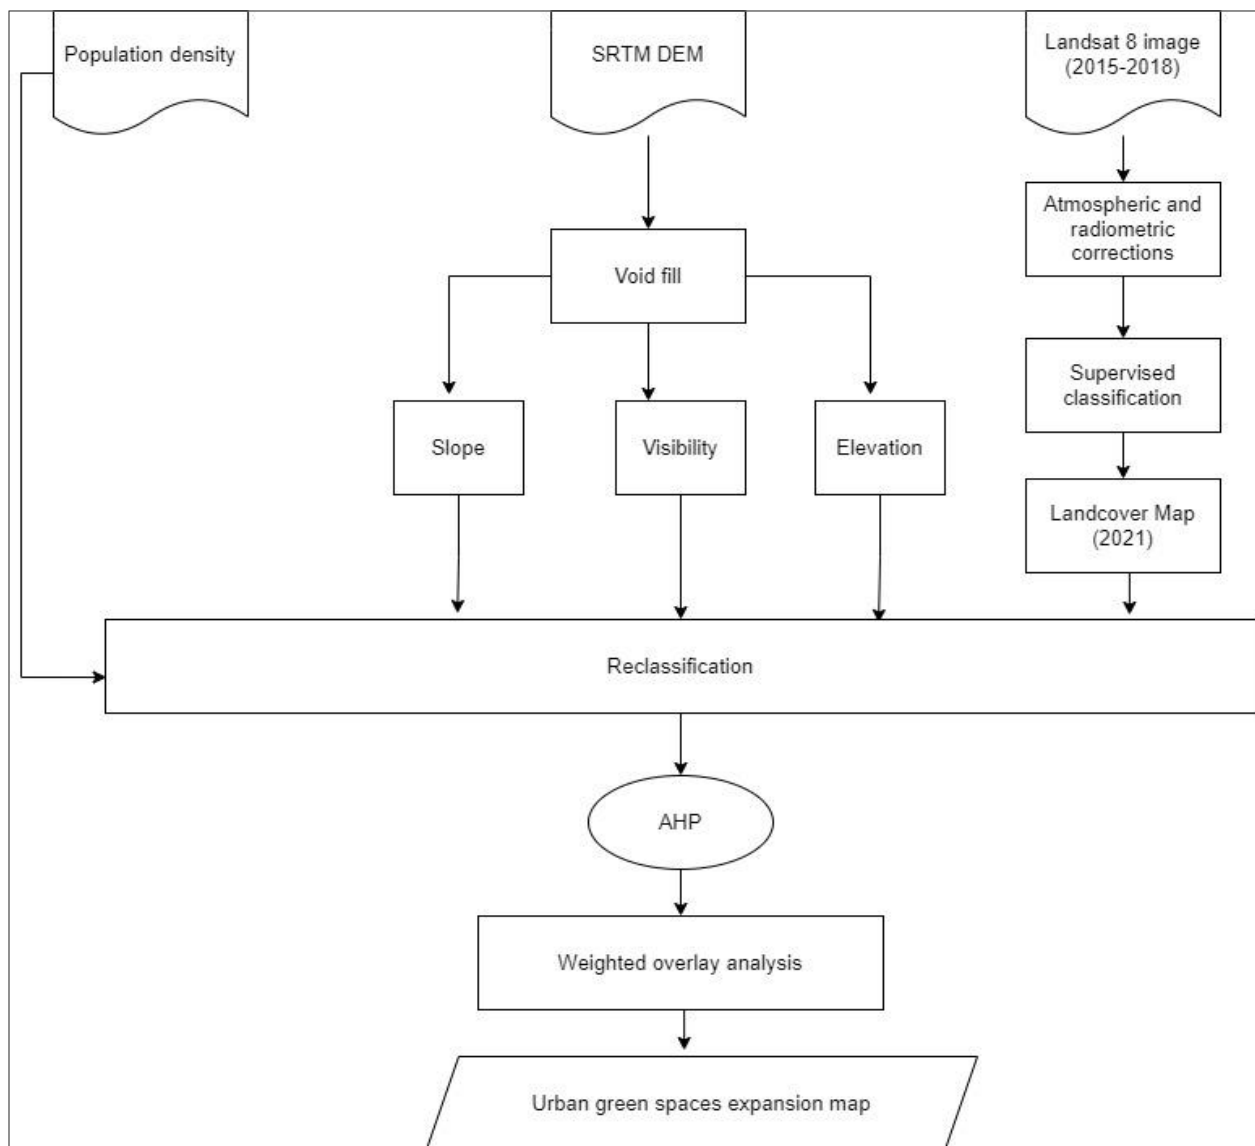 Population density
SRTM DEM
Landsat 8 image
(2015-2018)
Atmospheric and
radiometric
corrections
Void fill
Supervised
classification
Slope
Visibility
Elevation
Landcover Map
(2021)
Reclassification
AHP
Weighted overlay analysis
Urban green spaces expansion map